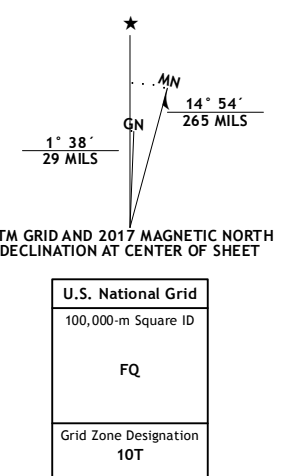 ★
MN
GN
14° 54´
265 MILS
1° 38´
29 MILS
TM GRID AND 2017 MAGNETIC NORTH
DECLINATION AT CENTER OF SHEET
U.S. National Grid
100,000-m Square ID
FQ
Grid Zone Designation
10T